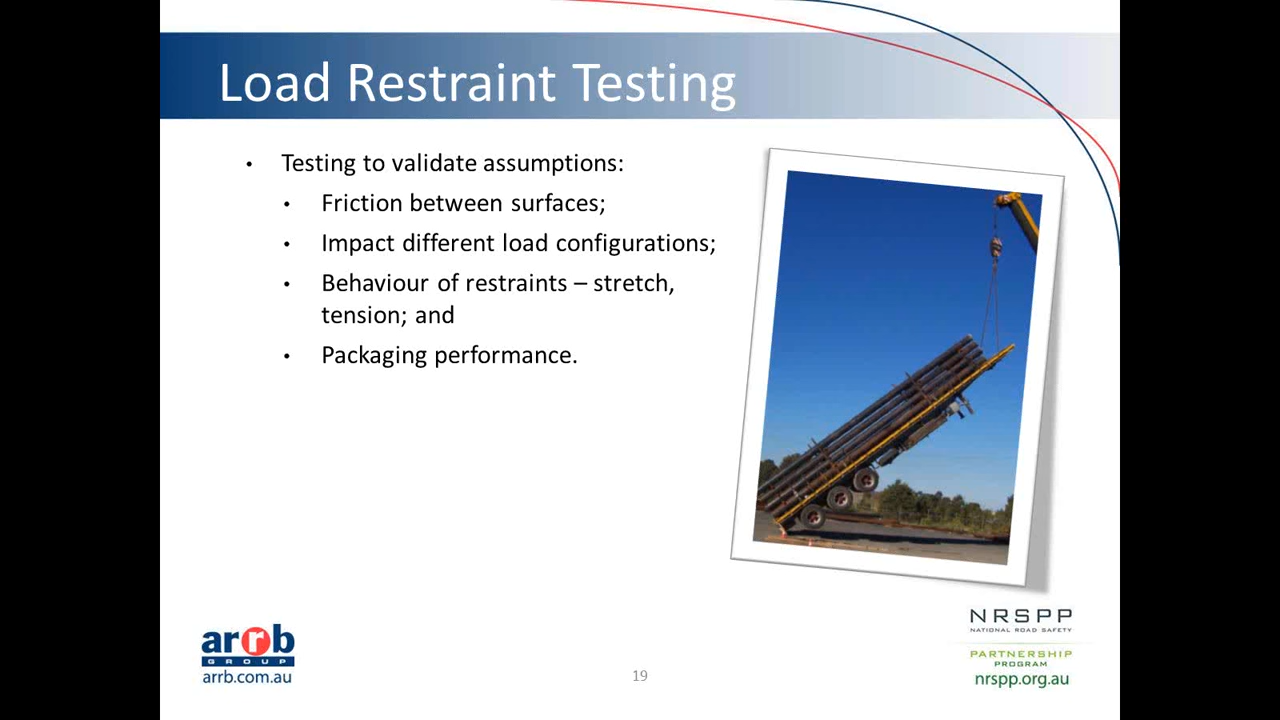 Load Restraint Testing
• Testing to validate assumptions:
• Friction between surfaces;
• Impact different load configurations;
• Behaviour of restraints – stretch,
tension; and
• Packaging performance.
arrb
GROUP
arrb.com.au
19
NRSPP
NATIONAL ROAD SAFETY
PARTNERSHIP
PROGRAM
nrspp.org.au